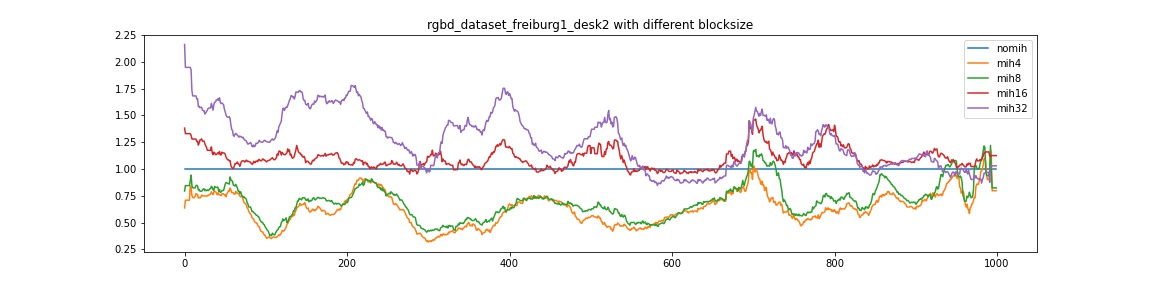 rgbd_dataset_freiburg1_desk2 with different blocksize
2.25
2.00
1.75
1.50
1.25
1.00
0.75
0.50
0.25
nomih
mih4
mih8
mih16
mih32
0 200 400 600 800 1000